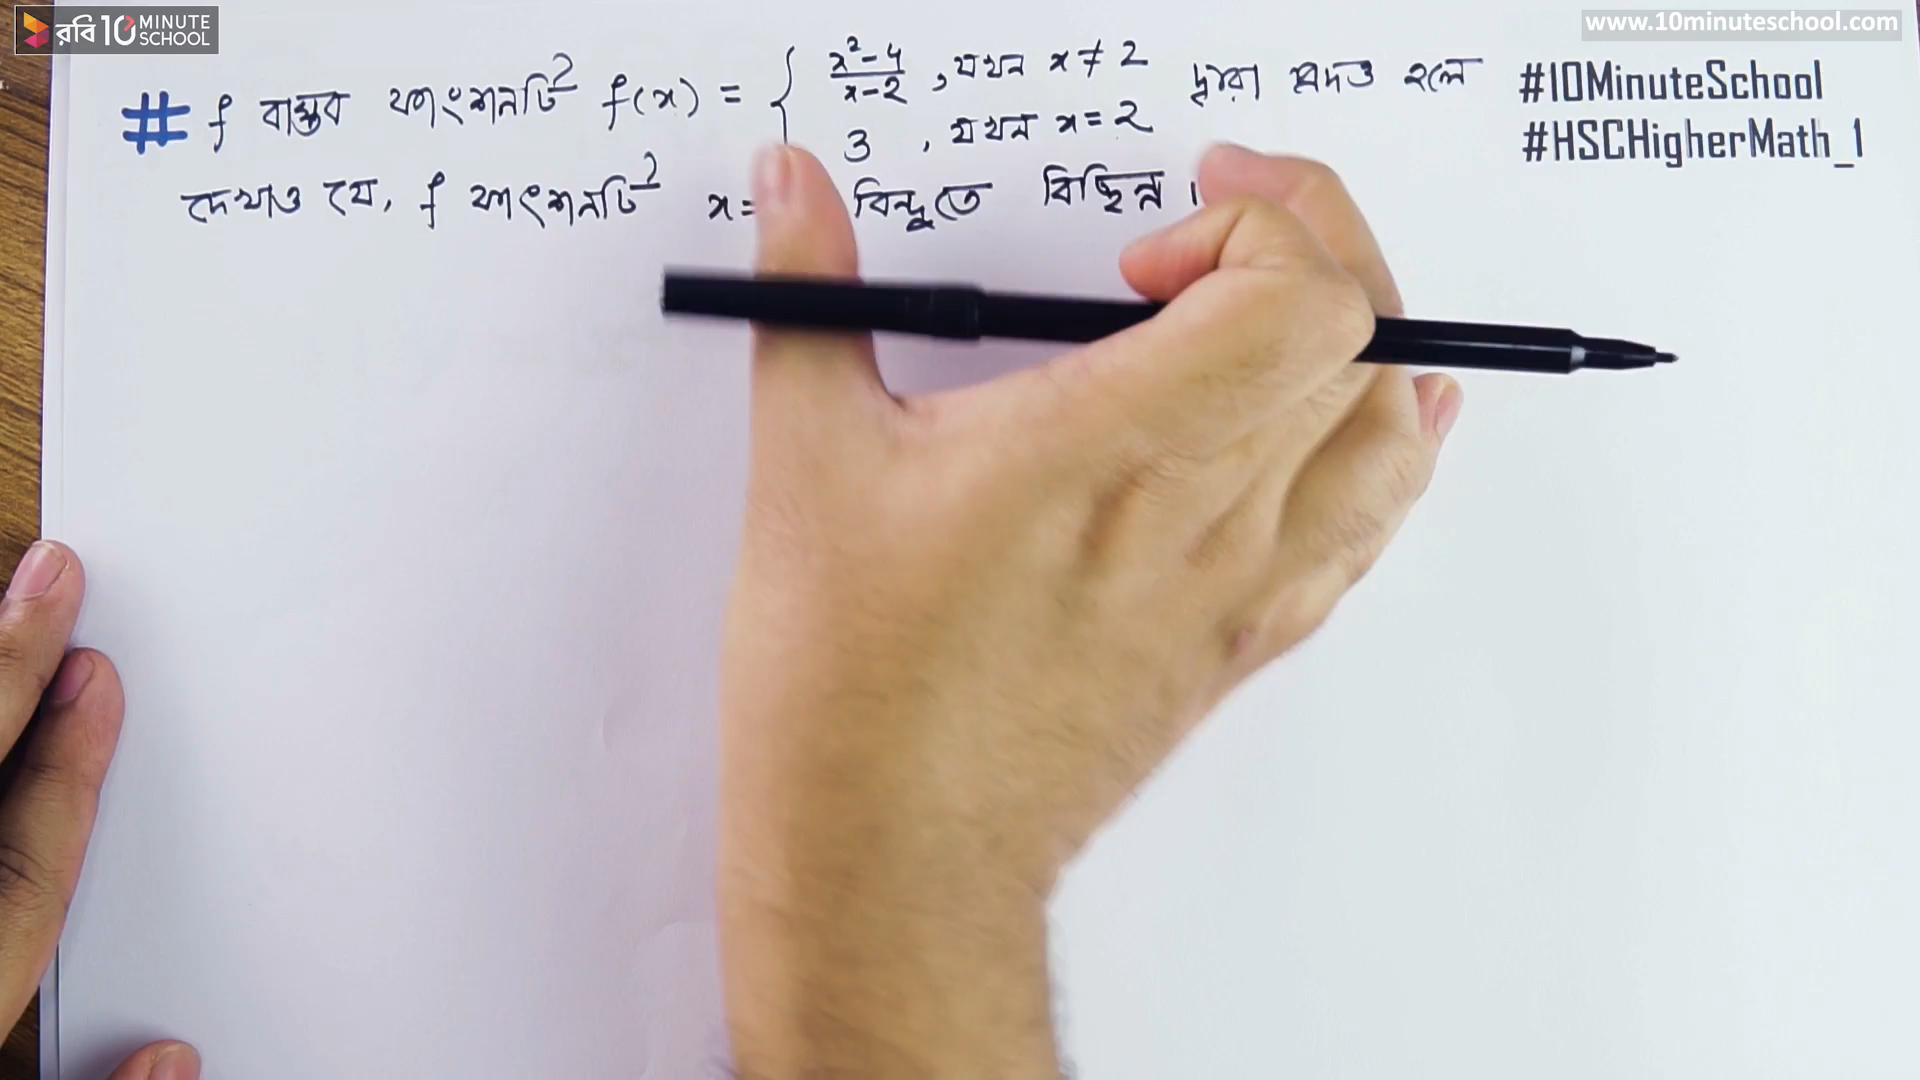 রবি 10 MINUTE SCHOOL
www.10minuteschool.com
# f বাস্তব ফাংশনটি f(x) = { x²-4/x-2 , যখন x ≠ 2 দ্বারা প্রদত্ত হলে
3 , যখন x = 2
দেখাও যে, f ফাংশনটি x= বিন্দুতে বিচ্ছিন্ন ।
#10MinuteSchool
#HSCHigherMath_1